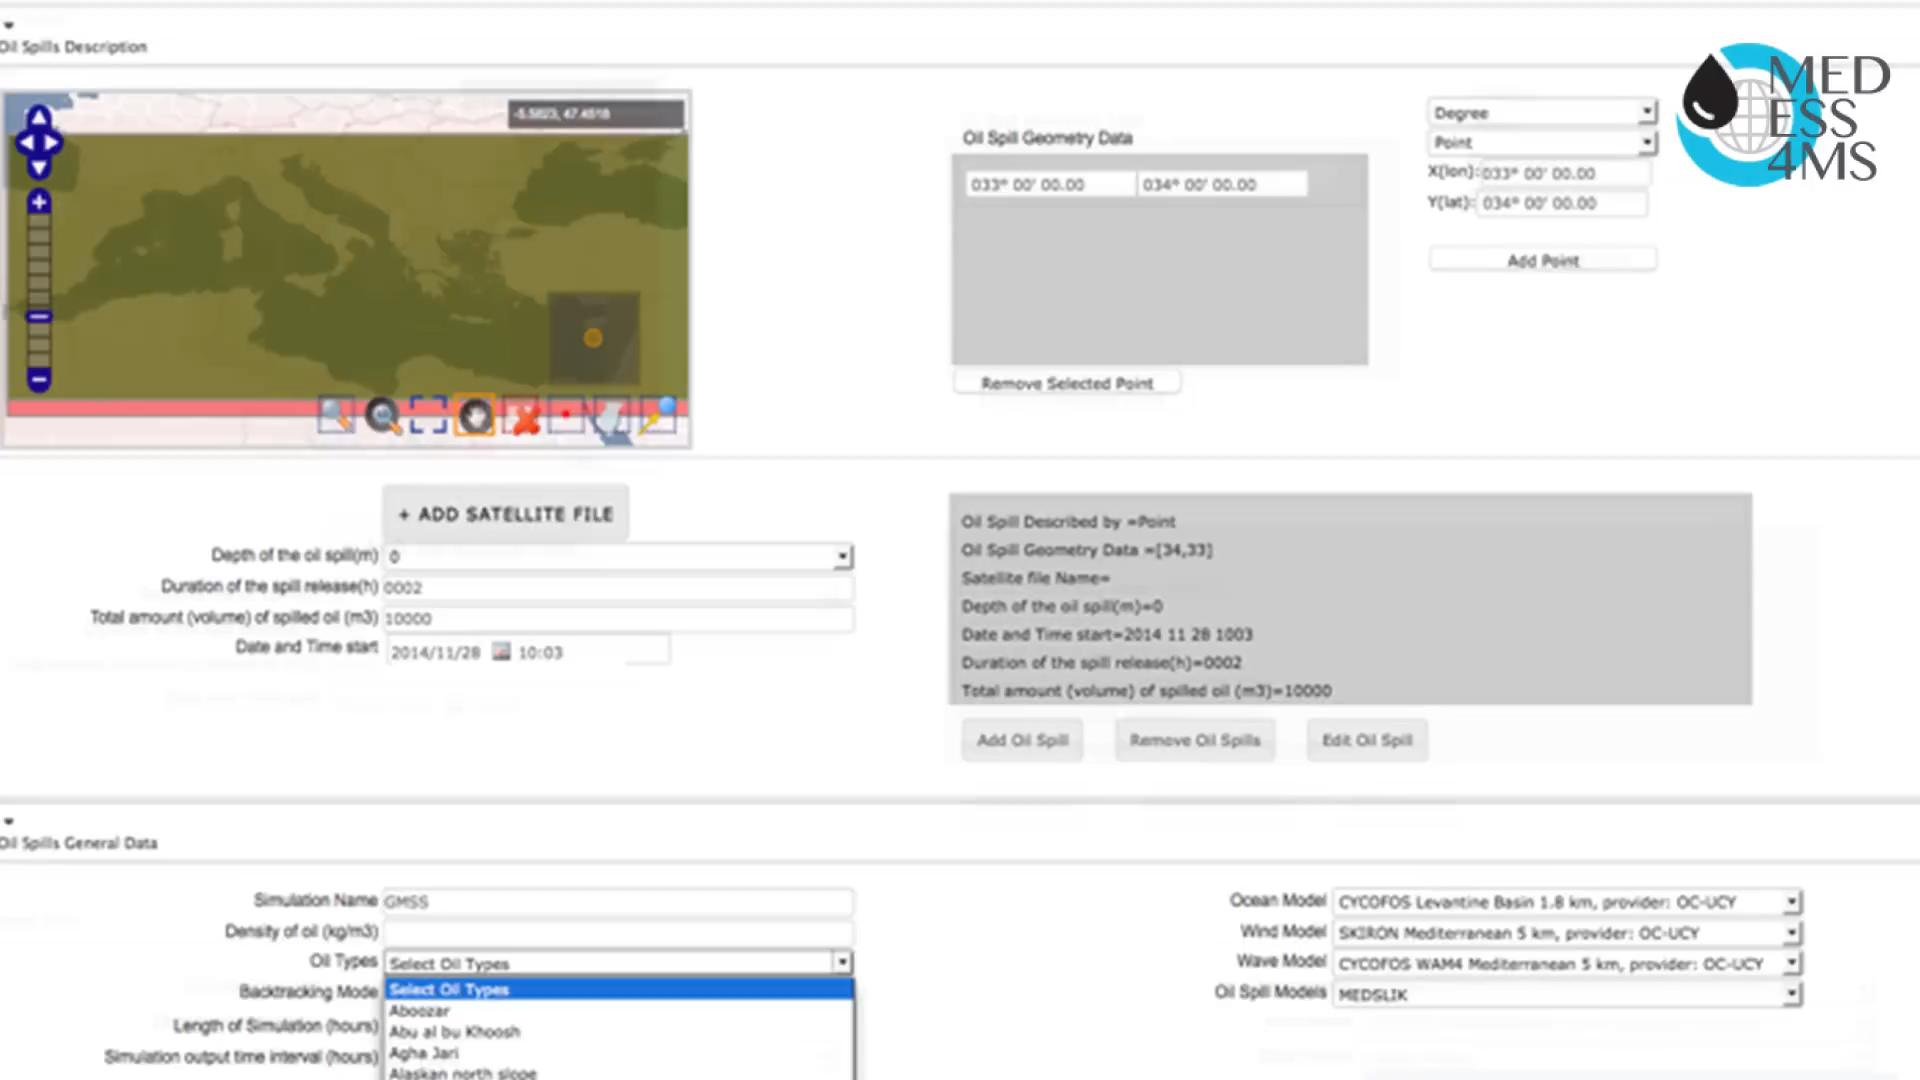 Oil Spills Description
-5.5823, 47.4518
Oil Spill Geometry Data
033° 00' 00.00 034° 00' 00.00
Remove Selected Point
Degree
Point
X(lon): 033° 00' 00.00
Y(lat): 034° 00' 00.00
Add Point
MED
ESS
4MS
+ ADD SATELLITE FILE
Depth of the oil spill(m) 0
Duration of the spill release(h) 0002
Total amount (volume) of spilled oil (m3) 10000
Date and Time start 2014/11/28 10:03
Oil Spill Described by =Point
Oil Spill Geometry Data =[34,33]
Satellite file Name=
Depth of the oil spill(m)=0
Date and Time start=2014 11 28 1003
Duration of the spill release(h)=0002
Total amount (volume) of spilled oil (m3)=10000
Add Oil Spill Remove Oil Spills Edit Oil Spill
Oil Spills General Data
Simulation Name GMSS
Density of oil (kg/m3)
Oil Types Select Oil Types
Backtracking Mode Select Oil Types
Aboozar
Abu al bu Khoosh
Length of Simulation (hours)
Agha Jari
Simulation output time interval (hours)
Alaskan north slope
Ocean Model CYCOFOS Levantine Basin 1.8 km, provider: OC-UCY
Wind Model SKIRON Mediterranean 5 km, provider: OC-UCY
Wave Model CYCOFOS WAM4 Mediterranean 5 km, provider: OC-UCY
Oil Spill Models MEDSLIK